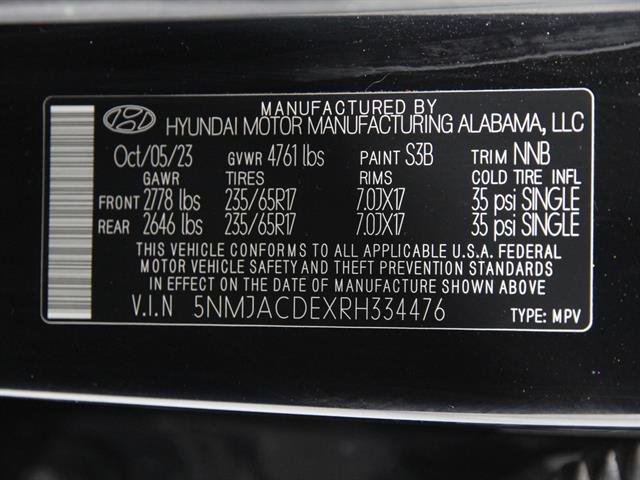 MANUFACTURED BY
HYUNDAI MOTOR MANUFACTURING ALABAMA, LLC
Oct/05/23 GVWR 4761 lbs PAINT S3B TRIM NNB
GAWR TIRES RIMS COLD TIRE INFL
FRONT 2778 lbs 235/65R17 7.0JX17 35 psi SINGLE
REAR 2646 lbs 235/65R17 7.0JX17 35 psi SINGLE
THIS VEHICLE CONFORMS TO ALL APPLICABLE U.S.A. FEDERAL
MOTOR VEHICLE SAFETY AND THEFT PREVENTION STANDARDS
IN EFFECT ON THE DATE OF MANUFACTURE SHOWN ABOVE.
V.I.N 5NMJACDEXRH334476 TYPE: MPV